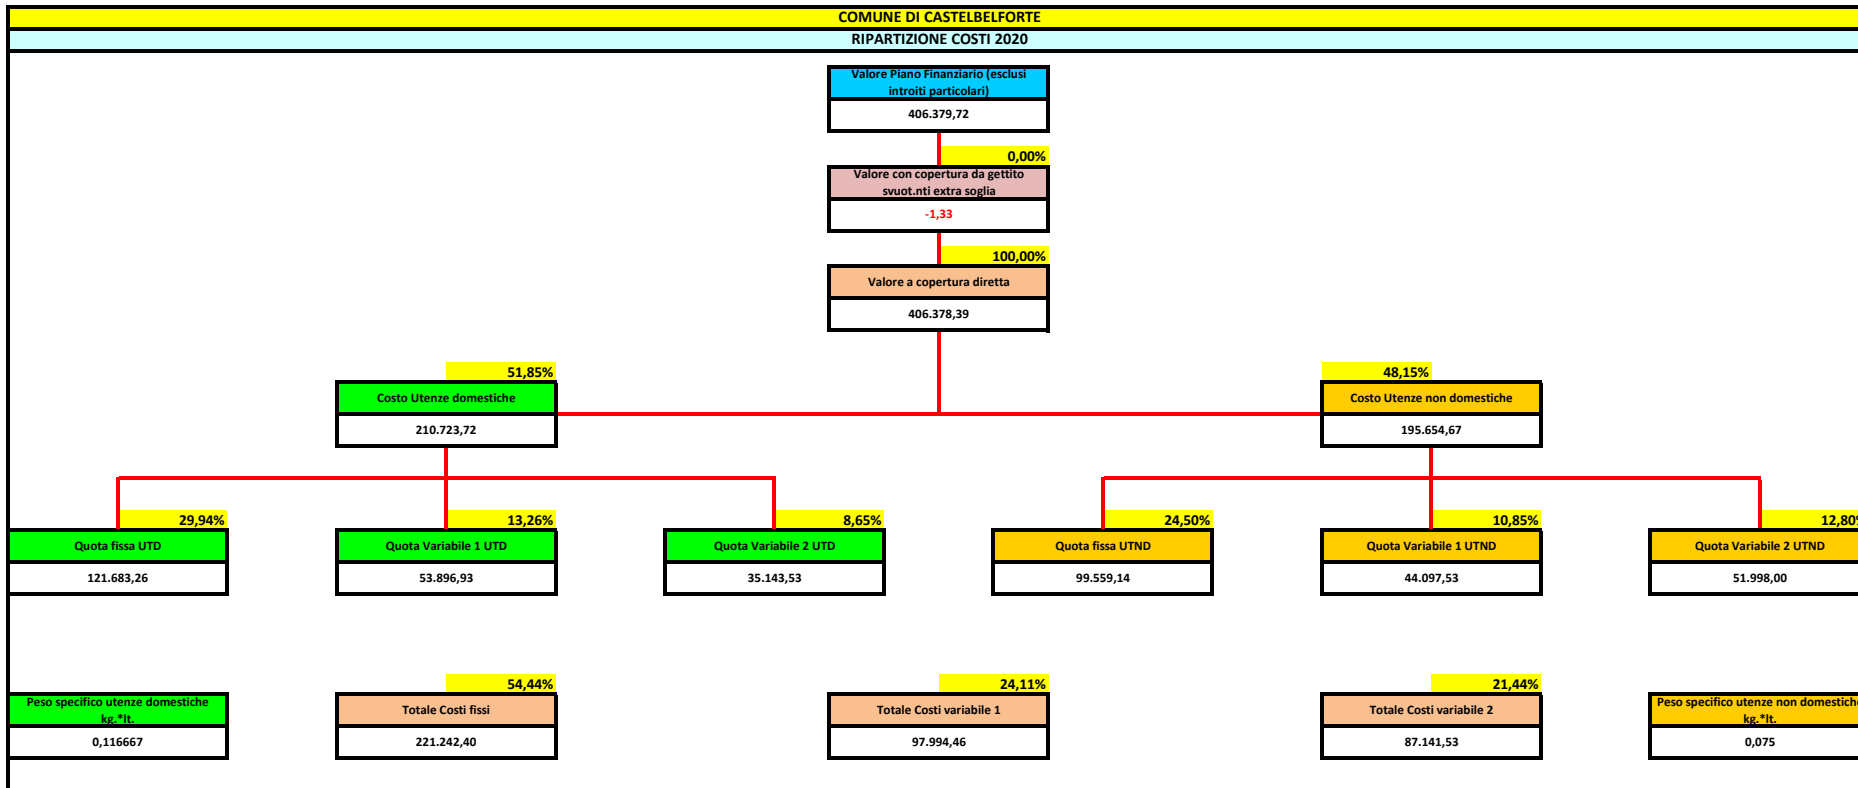 COMUNE DI CASTELBELFORTE
RIPARTIZIONE COSTI 2020
Valore Piano Finanziario (esclusi
introiti particolari)
406.379,72
0,00%
Valore con copertura da gettito
svuot.nti extra soglia
-1,33
100,00%
Valore a copertura diretta
406.378,39
51,85%
48,15%
Costo Utenze domestiche
Costo Utenze non domestiche
210.723,72
195.654,67
29,94%
13,26%
8,65%
24,50%
10,85%
12,80%
Quota fissa UTD
Quota Variabile 1 UTD
Quota Variabile 2 UTD
Quota fissa UTND
Quota Variabile 1 UTND
Quota Variabile 2 UTND
121.683,26
53.896,93
35.143,53
99.559,14
44.097,53
51.998,00
54,44%
24,11%
21,44%
Peso specifico utenze domestiche
kg.*lt.
Totale Costi fissi
Totale Costi variabile 1
Totale Costi variabile 2
Peso specifico utenze non domestiche
kg.*lt.
0,116667
221.242,40
97.994,46
87.141,53
0,075